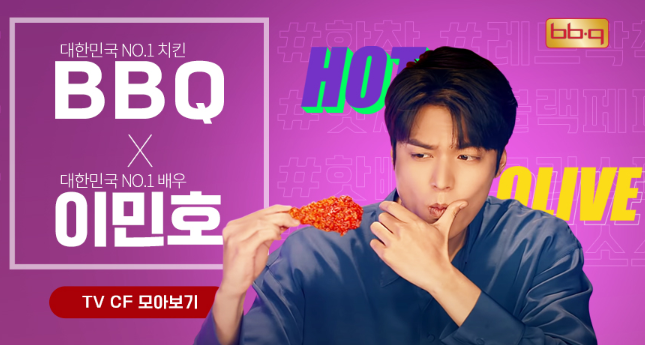 대한민국 NO.1 치킨
BBQ
X
대한민국 NO.1 배우
이민호
TV CF 모아보기
bb.q
HOT
OLIVE